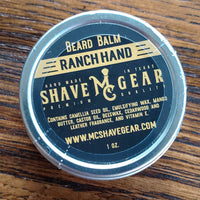 BEARD BALM
RANCH HAND
HAND MADE IN TEXAS
SHAVE MC GEAR
PREMIUM QUALITY
CONTAINS CAMELLIA SEED OIL, EMULSIFYING WAX, MANGO
BUTTER, CASTOR OIL, BEESWAX, CEDARWOOD AND
LEATHER FRAGRANCE, AND VITAMIN E.
WWW.MCSHAVEGEAR.COM
1 OZ.